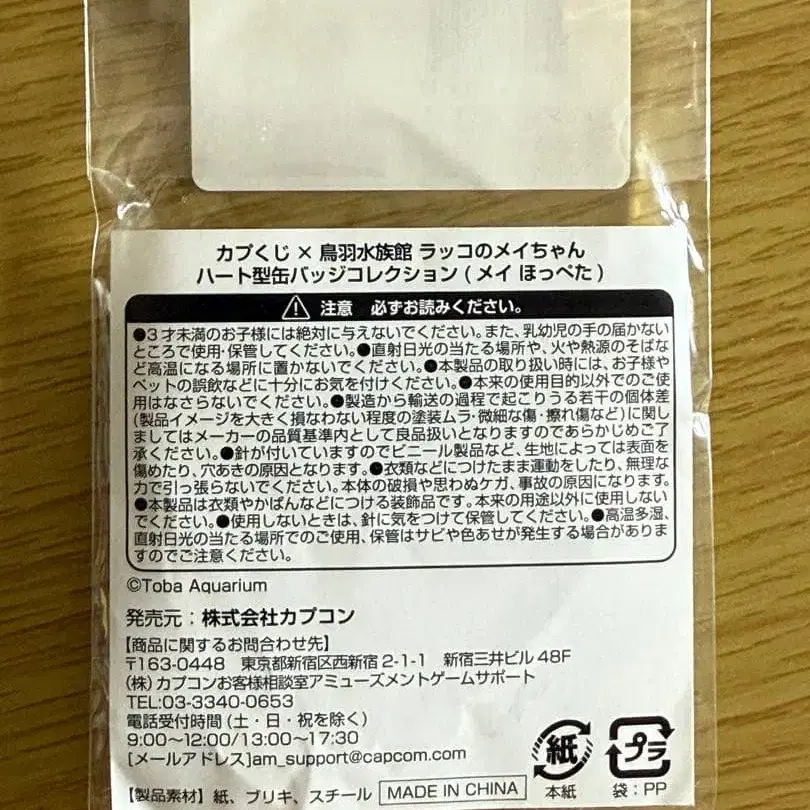 カプくじ × 鳥羽水族館 ラッコのメイちゃん
ハート型缶バッジコレクション ( メイ ほっぺた )
注意 必ずお読みください。
●3才未満のお子様には絶対に与えないでください。また、乳幼児の手の届かない
ところで使用・保管してください。●直射日光の当たる場所や、火や熱源のそばな
ど高温になる場所に置かないでください。●本製品の取り扱い時には、お子様や
ペットの誤飲などに十分にお気を付けください。●本来の使用目的以外でのご使
用はなさらないでください。●製造から輸送の過程で起こりうる若干の個体差
(製品イメージを大きく損なわない程度の塗装ムラ・微細な傷・擦れ傷など)に関し
ましてはメーカーの品質基準内として良品扱いとなりますのであらかじめご了
承ください。●針が付いていますのでビニール製品など、生地によっては表面を
傷めたり、穴あきの原因となります。●衣類などにつけたまま運動をしたり、無理な
力で引っ張らないでください。本体の破損や思わぬケガ、事故の原因になります。
●本製品は衣類やかばんなどにつける装飾品です。本来の用途以外に使用しない
でください。●使用しないときは、針に気をつけて保管してください。●高温多湿、
直射日光の当たる場所でのご使用、保管はサビや色あせが発生する場合がありま
すのでご注意ください。
©Toba Aquarium
発売元：株式会社カプコン
【商品に関するお問合わせ先】
〒163-0448 東京都新宿区西新宿 2-1-1 新宿三井ビル 48F
(株) カプコンお客様相談室アミューズメントゲームサポート
TEL:03-3340-0653
電話受付時間 (土・日・祝を除く)
9:00~12:00/13:00~17:30
[メールアドレス]am_support@capcom.com
【製品素材】紙、ブリキ、スチール MADE IN CHINA
紙
本紙
プラ
袋：PP